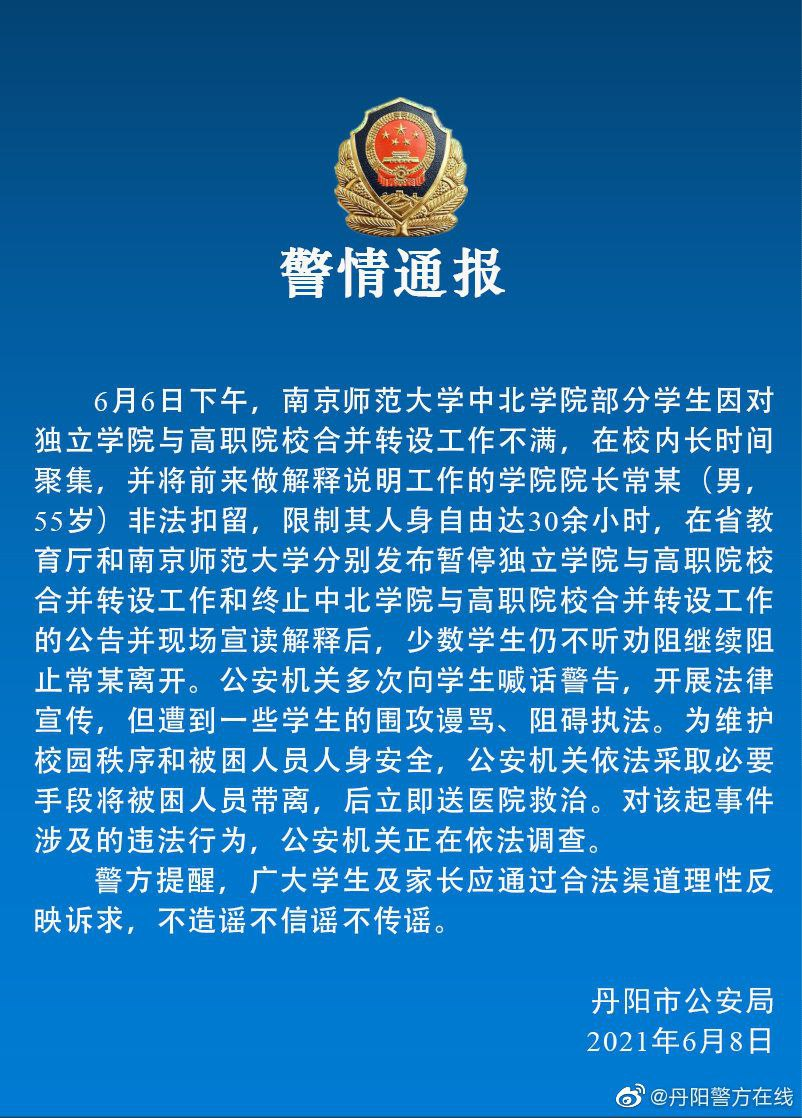 警情通报
6月6日下午，南京师范大学中北学院部分学生因对
独立学院与高职院校合并转设工作不满，在校内长时间
聚集，并将前来做解释说明工作的学院院长常某（男，
55岁）非法扣留，限制其人身自由达30余小时，在省教
育厅和南京师范大学分别发布暂停独立学院与高职院校
合并转设工作和终止中北学院与高职院校合并转设工作
的公告并现场宣读解释后，少数学生仍不听劝阻继续阻
止常某离开。公安机关多次向学生喊话警告，开展法律
宣传，但遭到一些学生的围攻谩骂、阻碍执法。为维护
校园秩序和被困人员人身安全，公安机关依法采取必要
手段将被困人员带离，后立即送医院救治。对该起事件
涉及的违法行为，公安机关正在依法调查。
警方提醒，广大学生及家长应通过合法渠道理性反
映诉求，不造谣不信谣不传谣。
丹阳市公安局
2021年6月8日
@丹阳警方在线